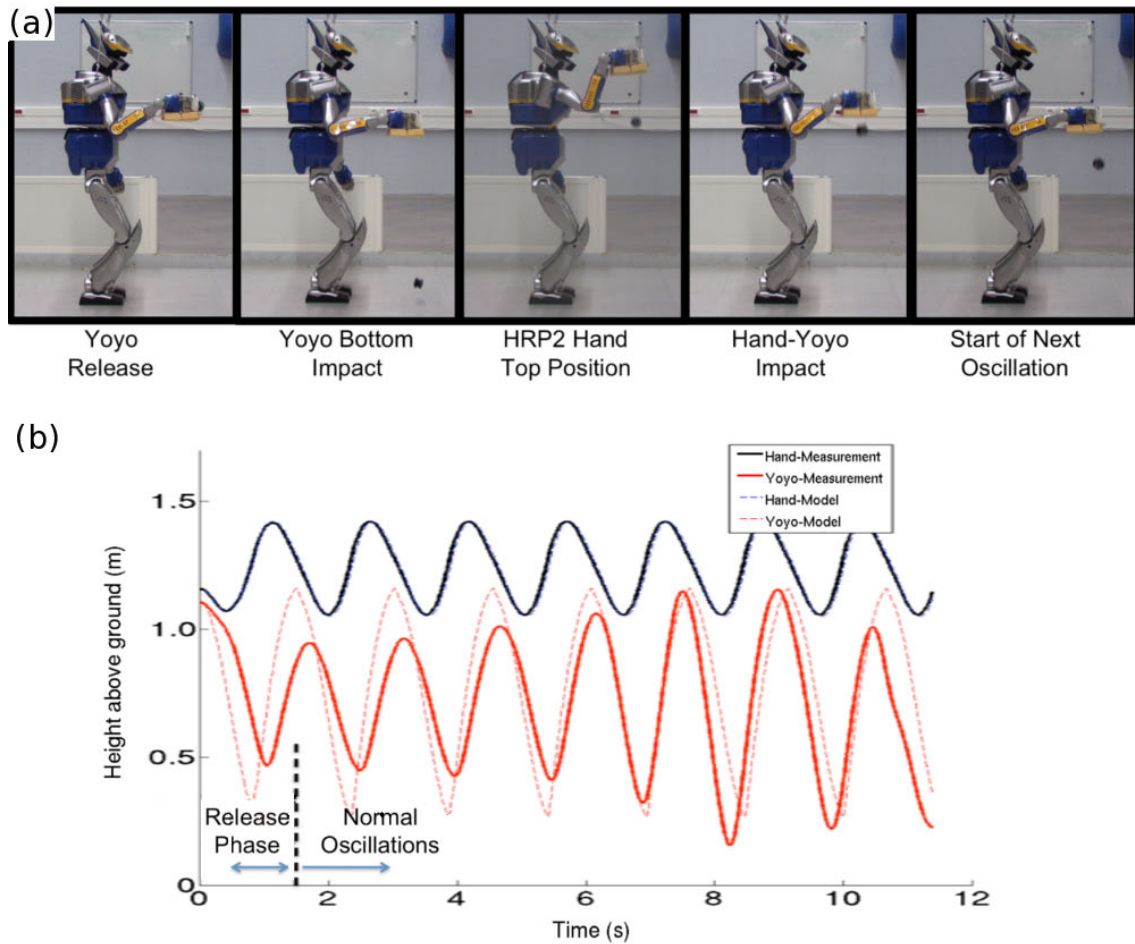 (a)
Yoyo
Release
Yoyo Bottom
Impact
HRP2 Hand
Top Position
Hand-Yoyo
Impact
Start of Next
Oscillation
(b)
Hand-Measurement
Yoyo-Measurement
Hand-Model
Yoyo-Model
Height above ground (m)
1.5
1.0
0.5
0
Release
Phase
Normal
Oscillations
0
2
4
6
8
10
12
Time (s)